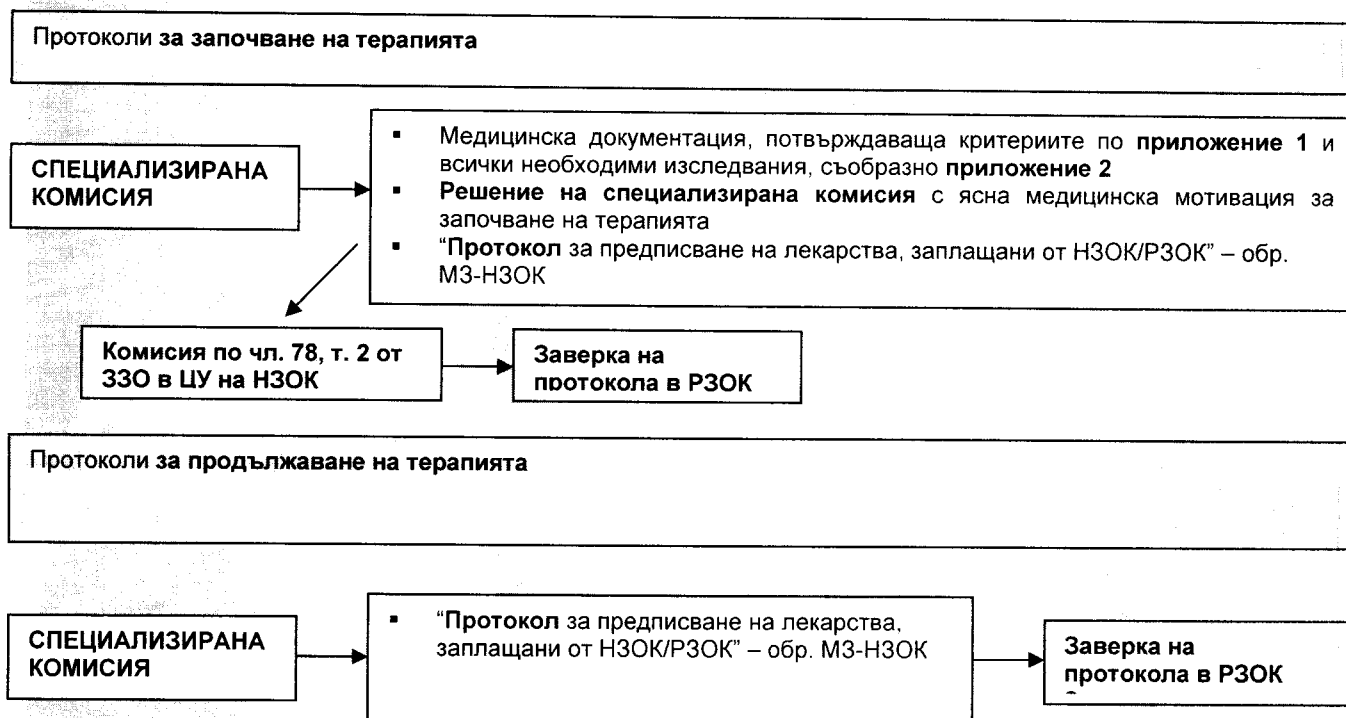 Протоколи за започване на терапията
СПЕЦИАЛИЗИРАНА
КОМИСИЯ
▪ Медицинска документация, потвърждаваща критериите по приложение 1 и
всички необходими изследвания, съобразно приложение 2
▪ Решение на специализирана комисия с ясна медицинска мотивация за
започване на терапията
▪ “Протокол за предписване на лекарства, заплащани от НЗОК/РЗОК” – обр.
МЗ-НЗОК
Комисия по чл. 78, т. 2 от
ЗЗО в ЦУ на НЗОК
Заверка на
протокола в РЗОК
Протоколи за продължаване на терапията
СПЕЦИАЛИЗИРАНА
КОМИСИЯ
▪ “Протокол за предписване на лекарства,
заплащани от НЗОК/РЗОК” – обр. МЗ-НЗОК
Заверка на
протокола в РЗОК